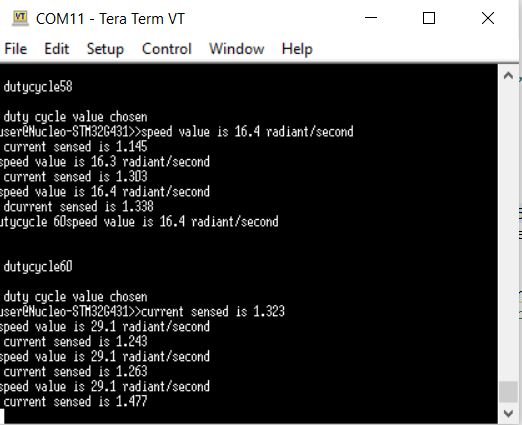 COM11 - Tera Term VT
File Edit Setup Control Window Help
dutycycle58
duty cycle value chosen
user@Nucleo-STM32G431>>speed value is 16.4 radiant/second
current sensed is 1.145
speed value is 16.3 radiant/second
current sensed is 1.303
speed value is 16.4 radiant/second
dcurrent sensed is 1.338
utycycle 60speed value is 16.4 radiant/second
dutycycle60
duty cycle value chosen
user@Nucleo-STM32G431>>current sensed is 1.323
speed value is 29.1 radiant/second
current sensed is 1.243
speed value is 29.1 radiant/second
current sensed is 1.263
speed value is 29.1 radiant/second
current sensed is 1.477